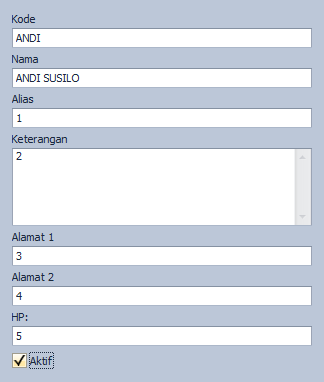 Kode
ANDI
Nama
ANDI SUSILO
Alias
1
Keterangan
2
Alamat 1
3
Alamat 2
4
HP:
5
Aktif